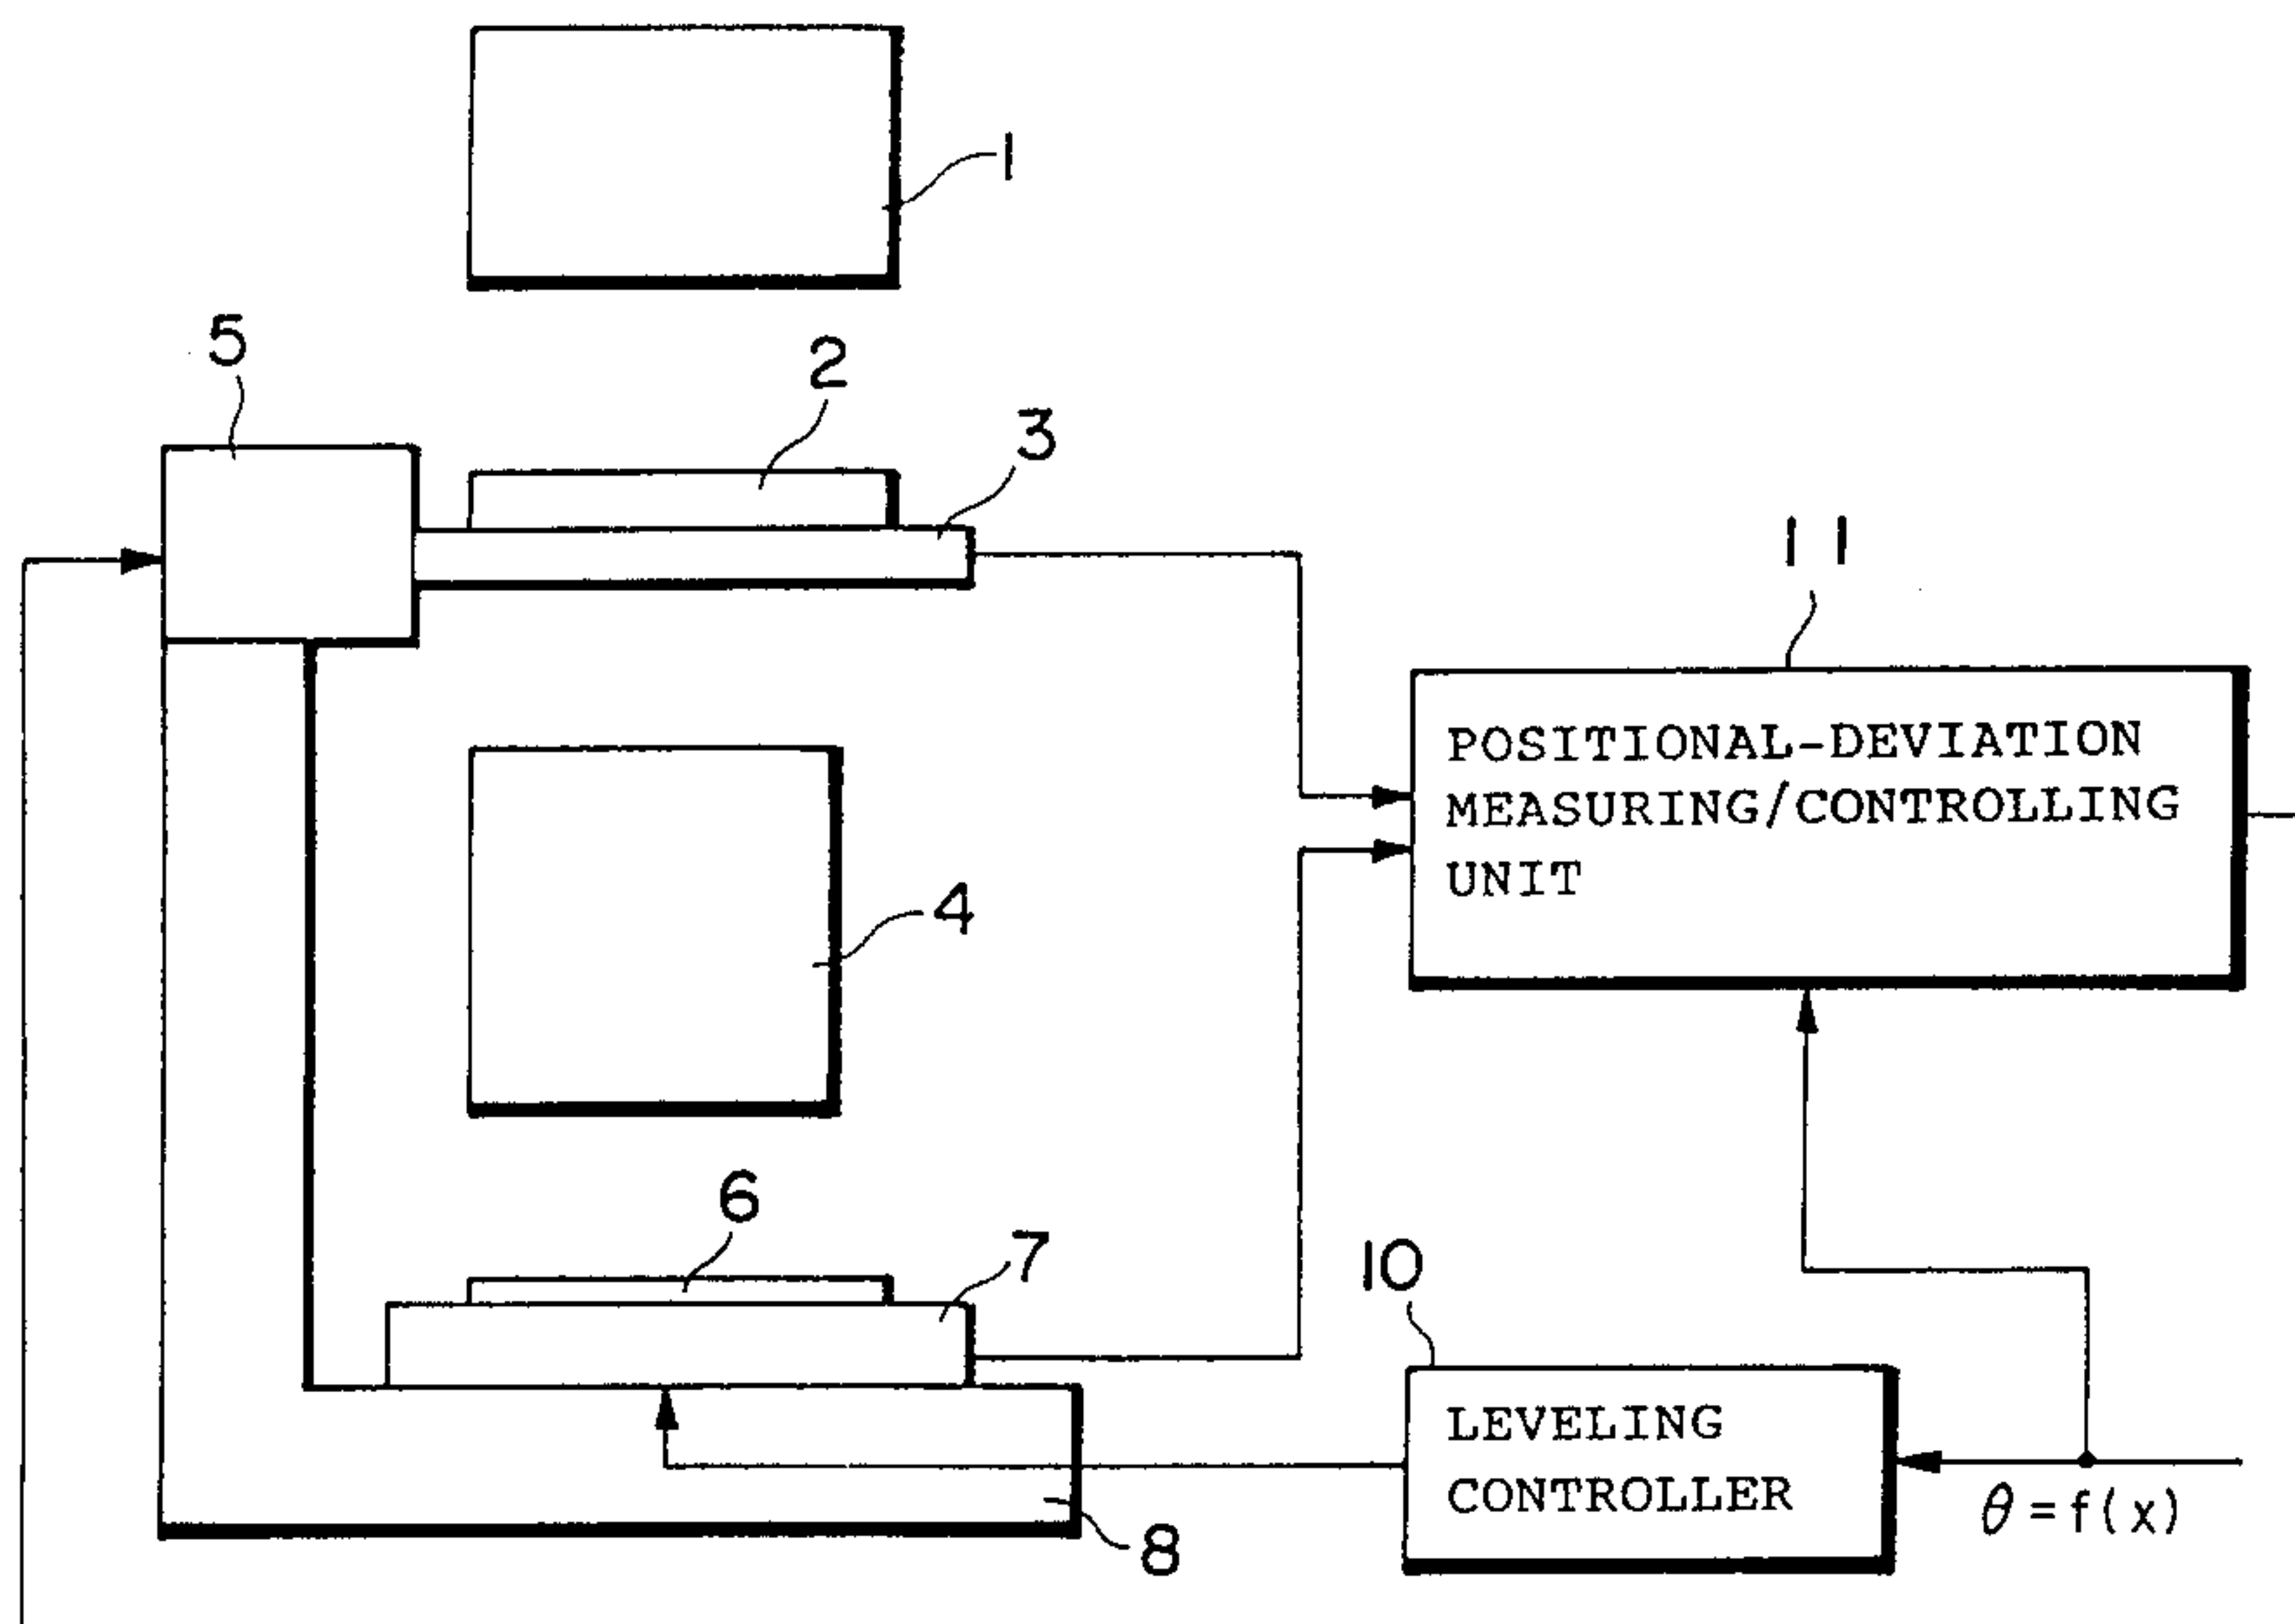 1
5
2
3
11
POSITIONAL-DEVIATION
MEASURING/CONTROLLING
UNIT
4
6
7
10
LEVELING
CONTROLLER
θ=f(x)
8